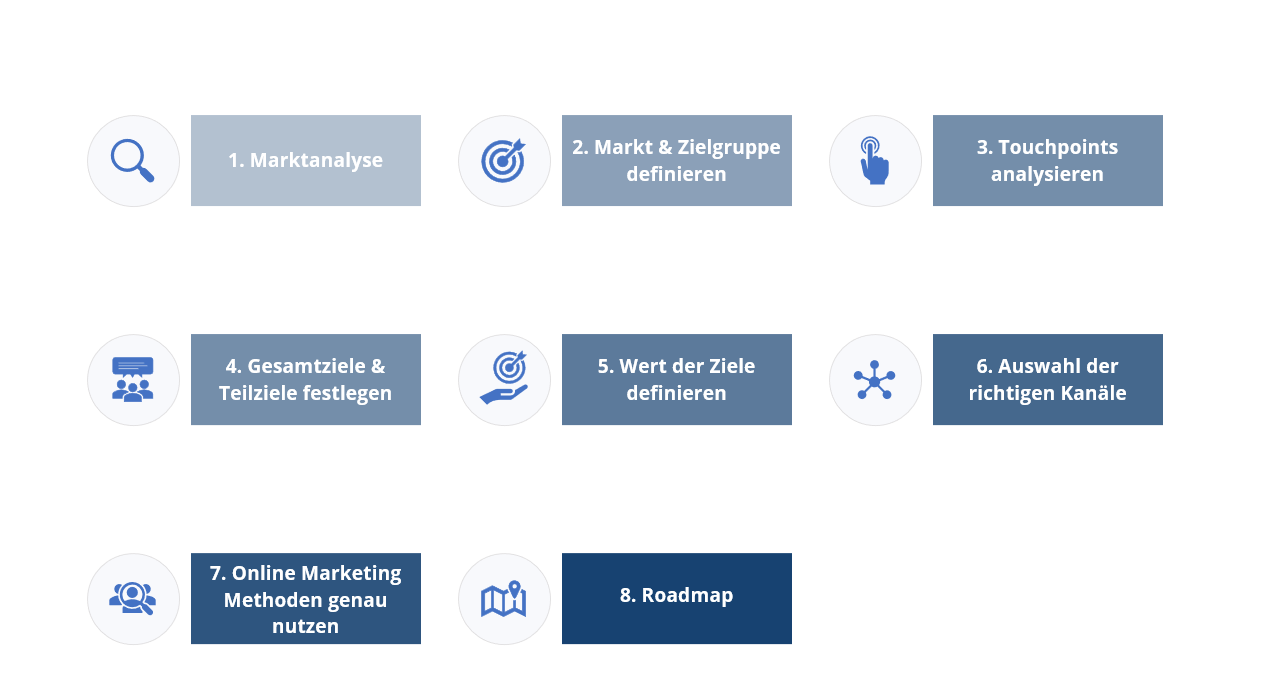 1. Marktanalyse
2. Markt & Zielgruppe
definieren
3. Touchpoints
analysieren
4. Gesamtziele &
Teilziele festlegen
5. Wert der Ziele
definieren
6. Auswahl der
richtigen Kanäle
7. Online Marketing
Methoden genau
nutzen
8. Roadmap